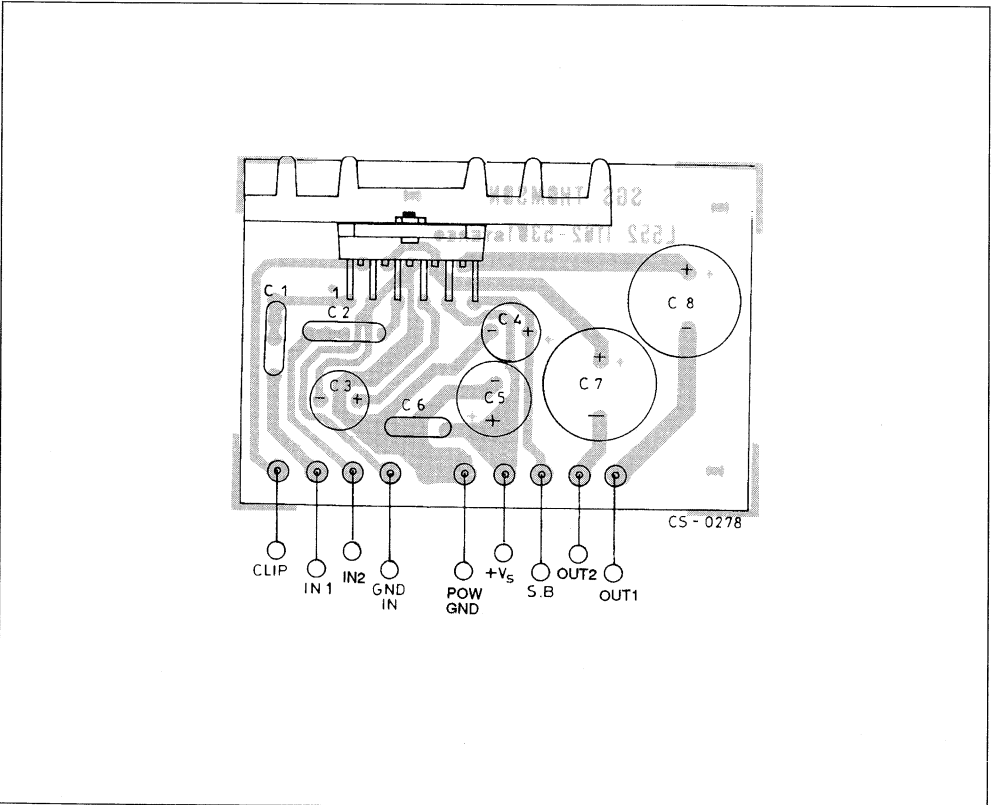 SGS THOMSON
L552
C 1
1
C 2
C 3
C 4
C 5
C 6
C 7
C 8
CS-0278
CLIP
IN 1
IN2
GND
IN
POW
GND
+Vs
S.B
OUT2
OUT1